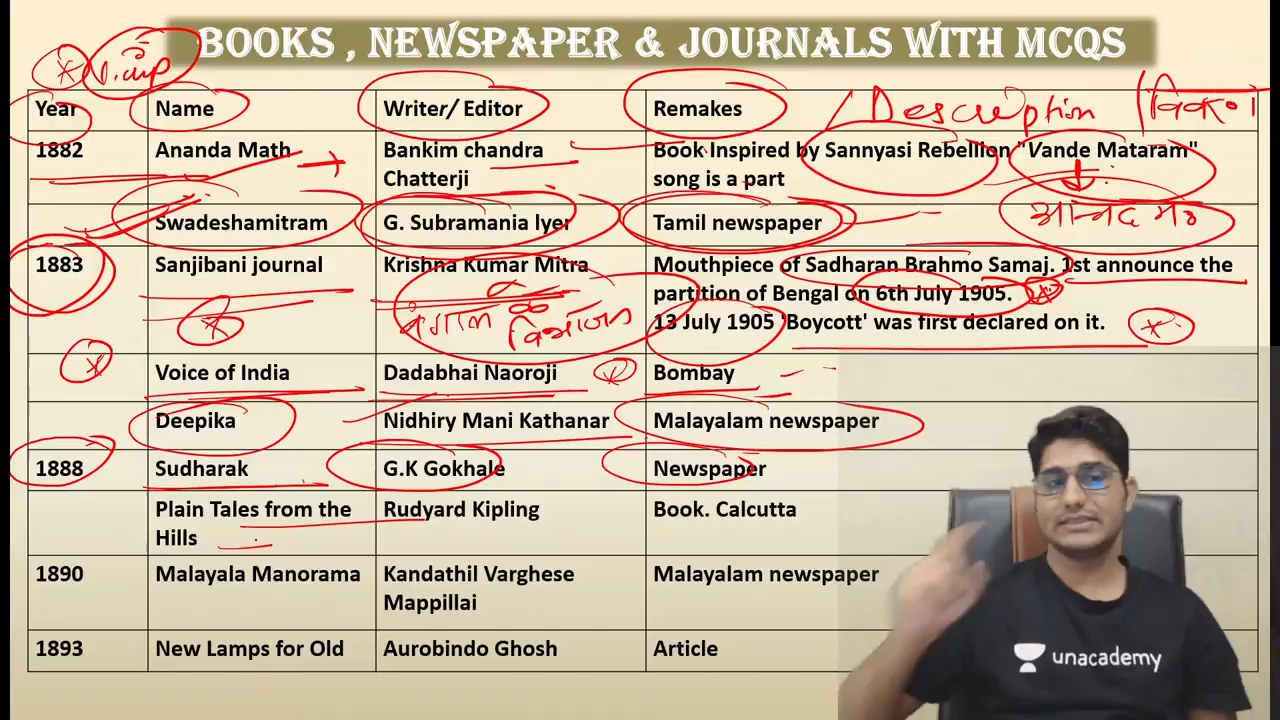 BOOKS , NEWSPAPER & JOURNALS WITH MCQS
Year Name Writer/ Editor Remakes Description
1882 Ananda Math Bankim chandra Book Inspired by Sannyasi Rebellion "Vande Mataram"
Chatterji song is a part
Swadeshamitram G. Subramania Iyer Tamil newspaper
1883 Sanjibani journal Krishna Kumar Mitra Mouthpiece of Sadharan Brahmo Samaj. 1st announce the
partition of Bengal on 6th July 1905.
13 July 1905 'Boycott' was first declared on it.
Voice of India Dadabhai Naoroji Bombay
Deepika Nidhiry Mani Kathanar Malayalam newspaper
1888 Sudharak G.K Gokhale Newspaper
Plain Tales from the Rudyard Kipling Book. Calcutta
Hills
1890 Malayala Manorama Kandathil Varghese Malayalam newspaper
Mappillai
1893 New Lamps for Old Aurobindo Ghosh Article
unacademy